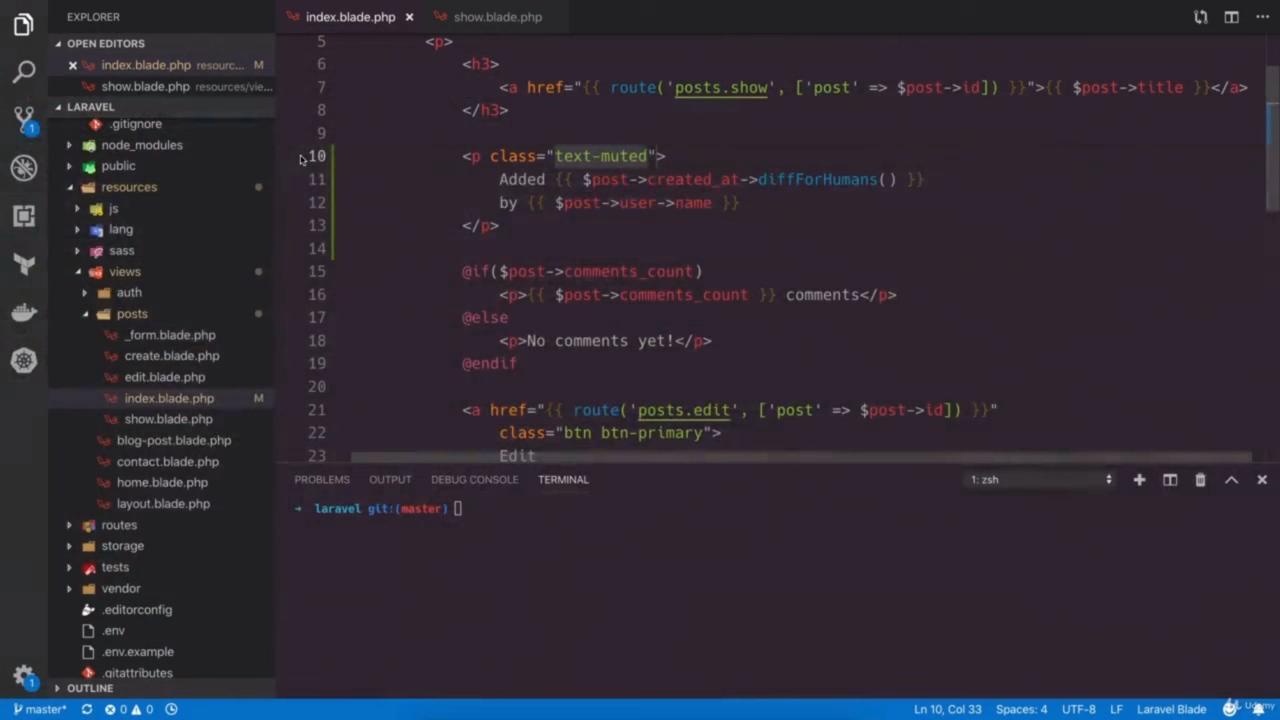 EXPLORER
index.blade.php
show.blade.php
OPEN EDITORS
index.blade.php resourc... M
show.blade.php resources/vie...
LARAVEL
.gitignore
node_modules
public
resources
js
lang
sass
views
auth
posts
_form.blade.php
create.blade.php
edit.blade.php
index.blade.php M
show.blade.php
blog-post.blade.php
contact.blade.php
home.blade.php
layout.blade.php
routes
storage
tests
vendor
.editorconfig
.env
.env.example
.gitattributes
OUTLINE
1
1
5 <p>
6 <h3>
7 <a href="{{ route('posts.show', ['post' => $post->id]) }}">{{ $post->title }}</a>
8 </h3>
9
10 <p class="text-muted">
11 Added {{ $post->created_at->diffForHumans() }}
12 by {{ $post->user->name }}
13 </p>
14
15 @if($post->comments_count)
16 <p>{{ $post->comments_count }} comments</p>
17 @else
18 <p>No comments yet!</p>
19 @endif
20
21 <a href="{{ route('posts.edit', ['post' => $post->id]) }}"
22 class="btn btn-primary">
23 Edit
PROBLEMS OUTPUT DEBUG CONSOLE TERMINAL 1: zsh
➜ laravel git:(master)
master* 0 0 Ln 10, Col 33 Spaces: 4 UTF-8 LF Laravel Blade
Udemy